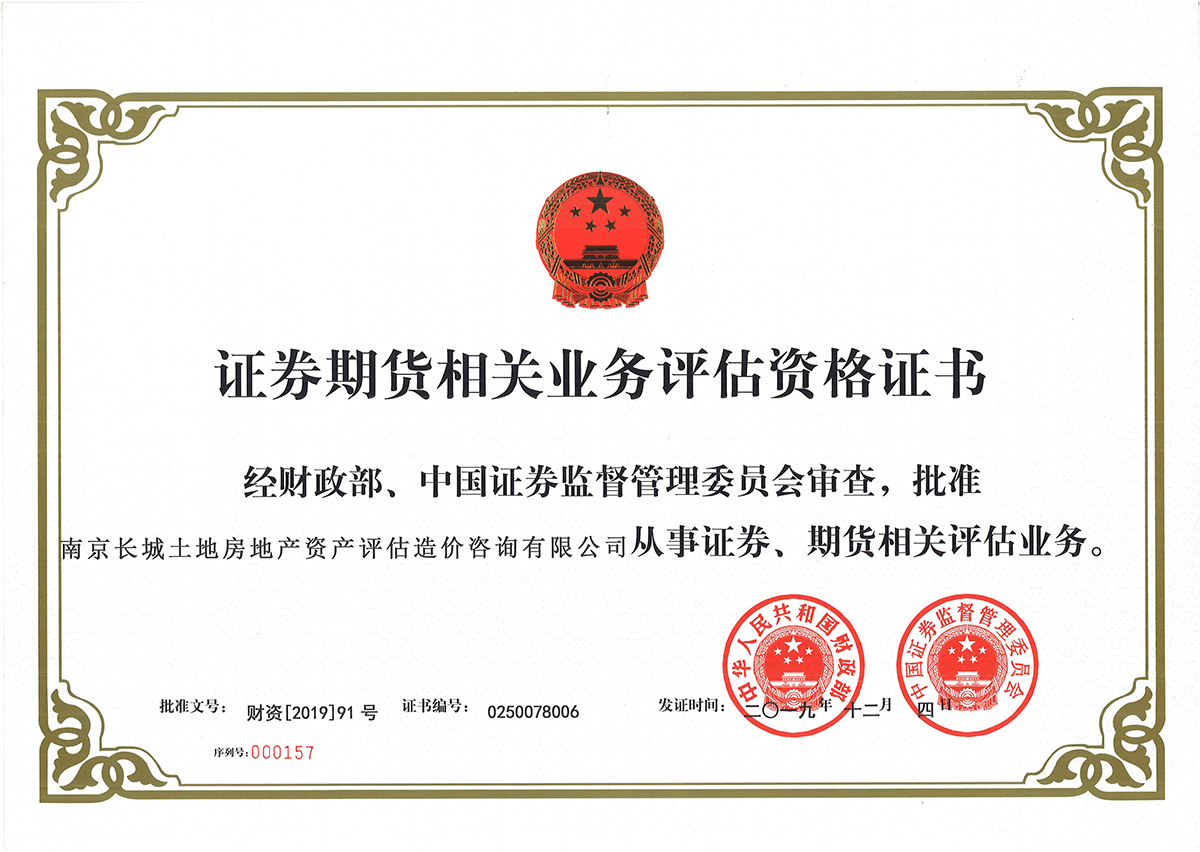 证券期货相关业务评估资格证书
经财政部、中国证券监督管理委员会审查，批准
南京长城土地房地产资产评估造价咨询有限公司从事证券、期货相关评估业务。
中华人民共和国财政部
中国证券监督管理委员会
批准文号： 财资[2019]91 号 证书编号： 0250078006 发证时间： 二〇一九年 十二月 四日
序列号：000157